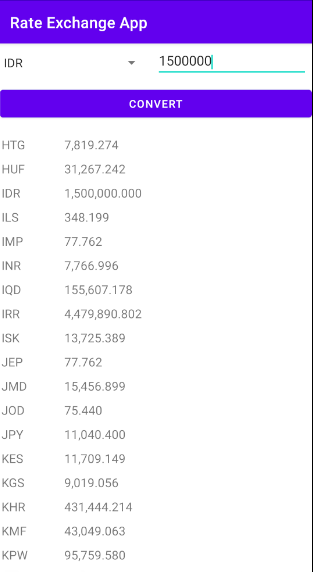 Rate Exchange App
IDR 1500000
CONVERT
HTG 7,819.274
HUF 31,267.242
IDR 1,500,000.000
ILS 348.199
IMP 77.762
INR 7,766.996
IQD 155,607.178
IRR 4,479,890.802
ISK 13,725.389
JEP 77.762
JMD 15,456.899
JOD 75.440
JPY 11,040.400
KES 11,709.149
KGS 9,019.056
KHR 431,444.214
KMF 43,049.063
KPW 95,759.580